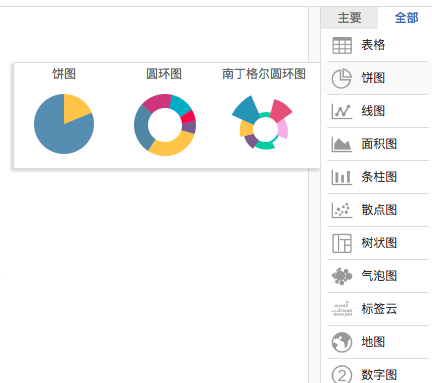 主要 全部
饼图 圆环图 南丁格尔圆环图
表格
饼图
线图
面积图
条柱图
散点图
树状图
气泡图
标签云
地图
2 数字图